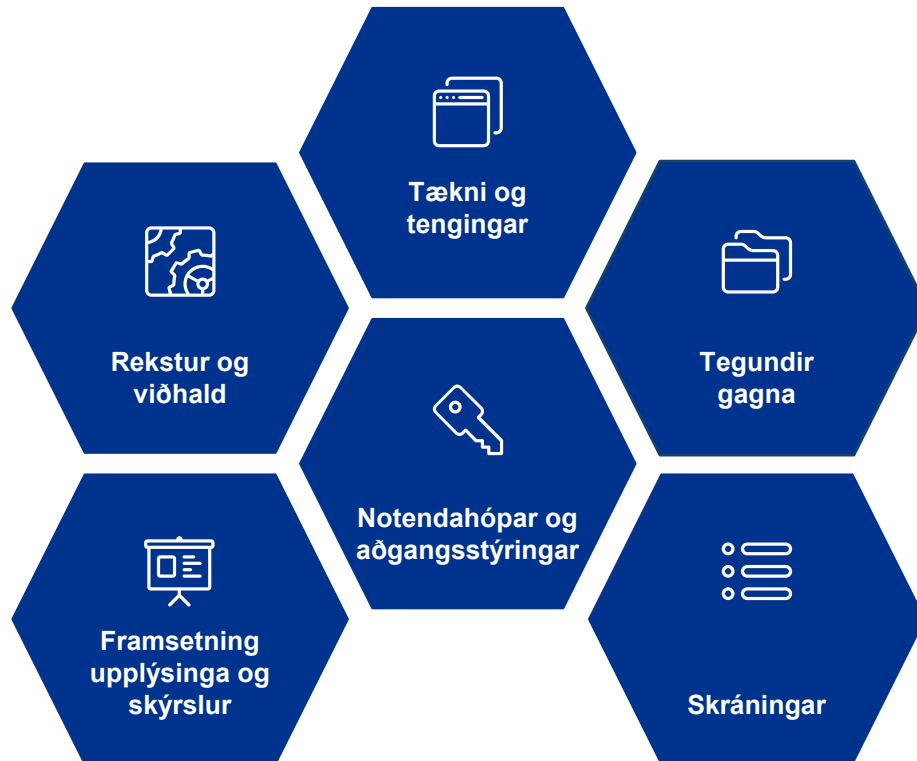 Tækni og
tengingar
Rekstur og
viðhald
Tegundir
gagna
Notendahópar og
aðgangsstýringar
Framsetning
upplýsinga og
skýrslur
Skráningar